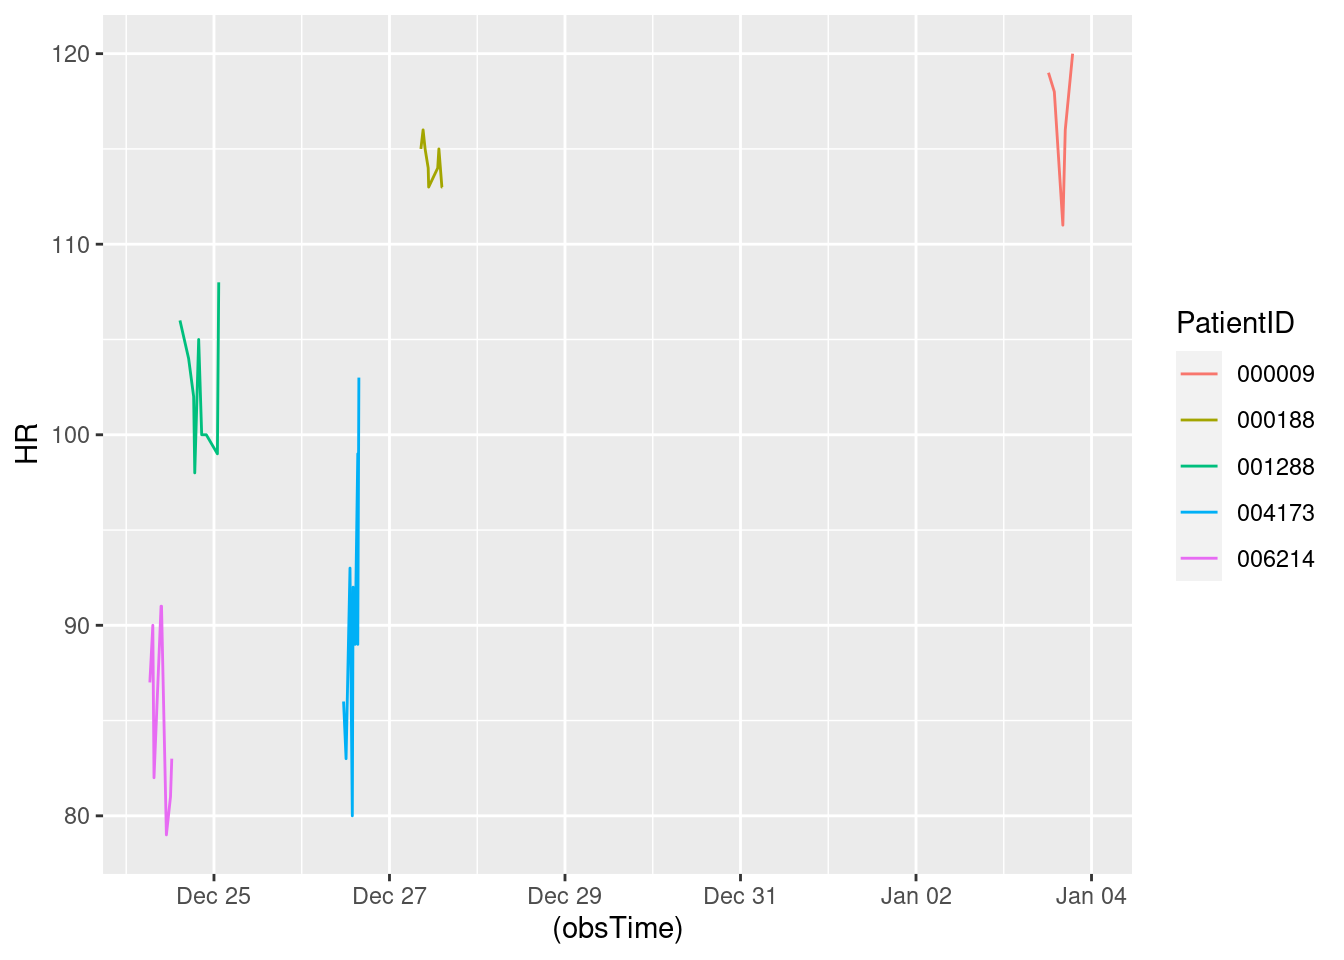 120
110
100
90
80
HR
Dec 25 Dec 27 Dec 29 Dec 31 Jan 02 Jan 04
(obsTime)
PatientID
000009
000188
001288
004173
006214